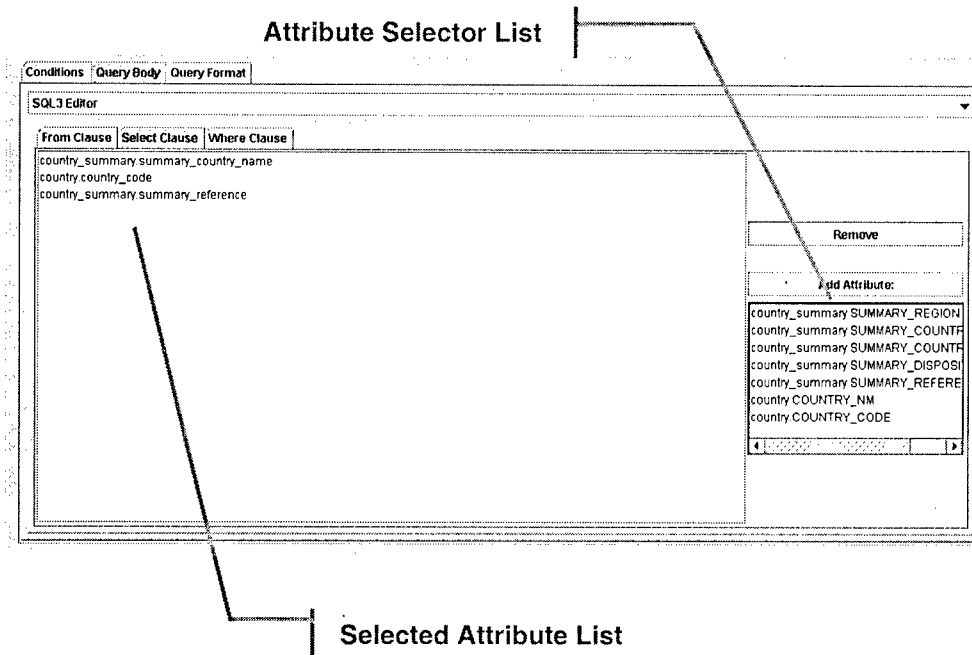 Attribute Selector List
Conditions Query Body Query Format
SQL3 Editor
From Clause Select Clause Where Clause
country_summary.summary_country_name
country.country_code
country_summary.summary_reference
Remove
Add Attribute:
country_summary SUMMARY_REGION
country_summary SUMMARY_COUNTR
country_summary SUMMARY_COUNTR
country_summary SUMMARY_DISPOSI
country_summary SUMMARY_REFERE
country COUNTRY_NM
country.COUNTRY_CODE
Selected Attribute List